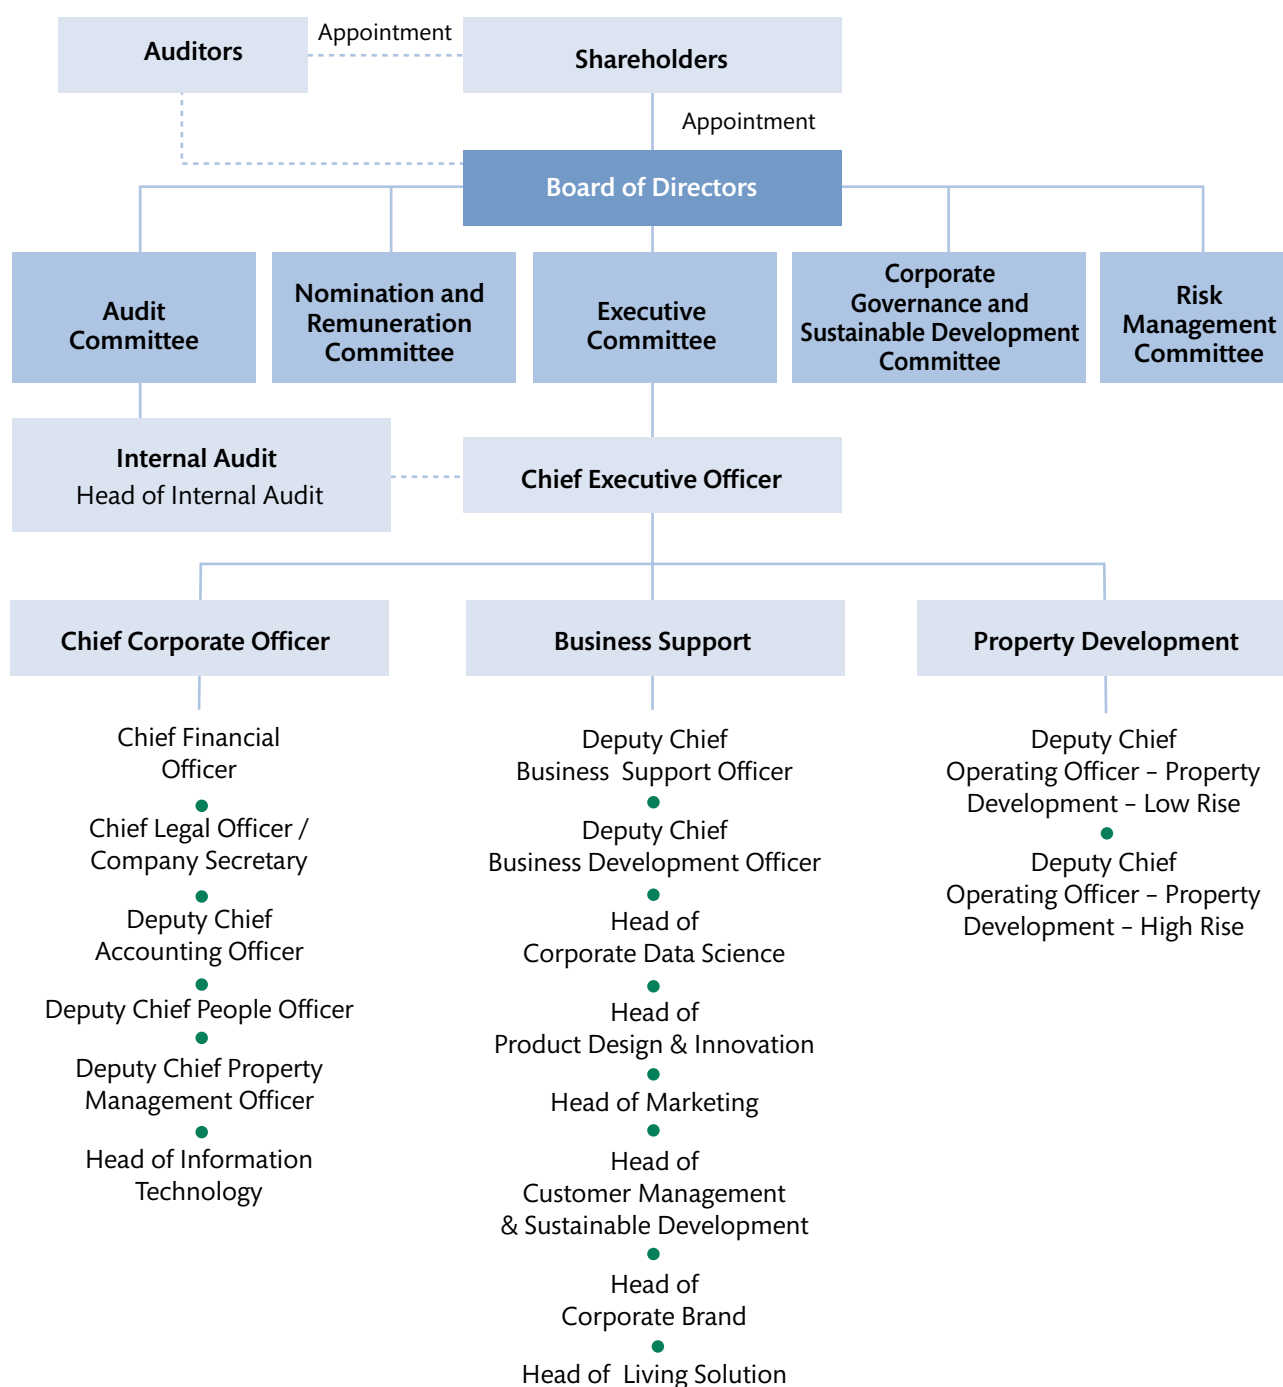 Auditors
Appointment
Shareholders
Appointment
Board of Directors
Audit
Committee
Nomination and
Remuneration
Committee
Executive
Committee
Corporate
Governance and
Sustainable Development
Committee
Risk
Management
Committee
Internal Audit
Head of Internal Audit
Chief Executive Officer
Chief Corporate Officer
Business Support
Property Development
Chief Financial
Officer
Chief Legal Officer /
Company Secretary
Deputy Chief
Accounting Officer
Deputy Chief People Officer
Deputy Chief Property
Management Officer
Head of Information
Technology
Deputy Chief
Business Support Officer
Deputy Chief
Business Development Officer
Head of
Corporate Data Science
Head of
Product Design & Innovation
Head of Marketing
Head of
Customer Management
& Sustainable Development
Head of
Corporate Brand
Head of Living Solution
Deputy Chief
Operating Officer – Property
Development – Low Rise
Deputy Chief
Operating Officer – Property
Development – High Rise